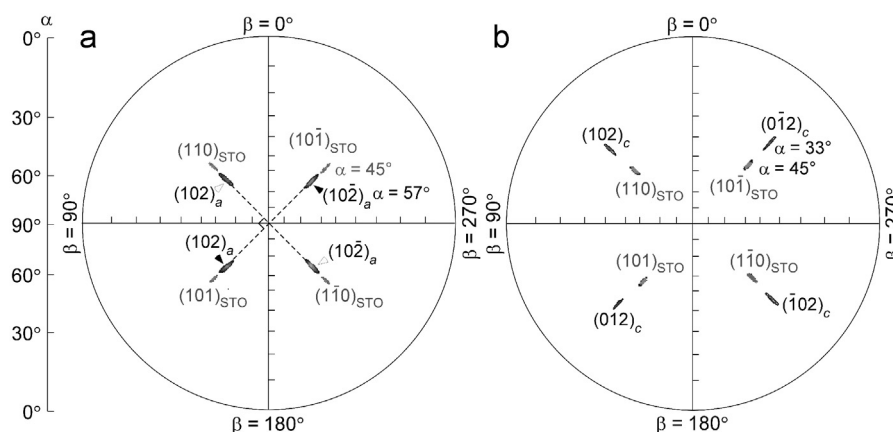 α
a
β = 0°
b
β = 0°
0°
30°
60°
90°
60°
30°
0°
(110)STO
(101̄)STO
α = 45°
(102)a
(102̄)a α = 57°
β = 90°
β = 270°
(102)a
(102̄)a
(101)STO
(11̄0)STO
β = 180°
(102)c
(01̄2)c
α = 33°
α = 45°
(110)STO
(101̄)STO
β = 90°
β = 270°
(101)STO
(11̄0)STO
(012)c
(1̄02)c
β = 180°